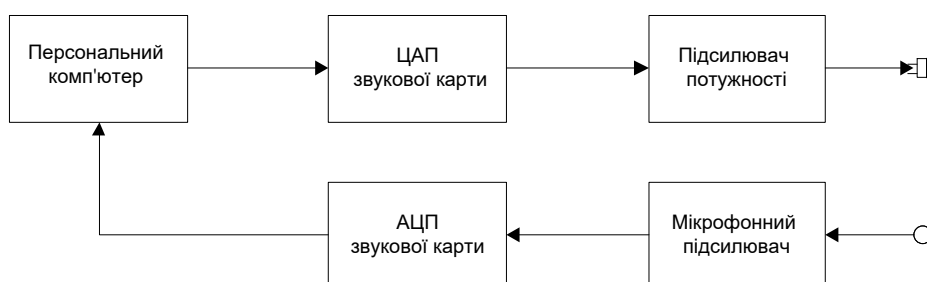 Персональний
комп'ютер
ЦАП
звукової карти
Підсилювач
потужності
АЦП
звукової карти
Мікрофонний
підсилювач